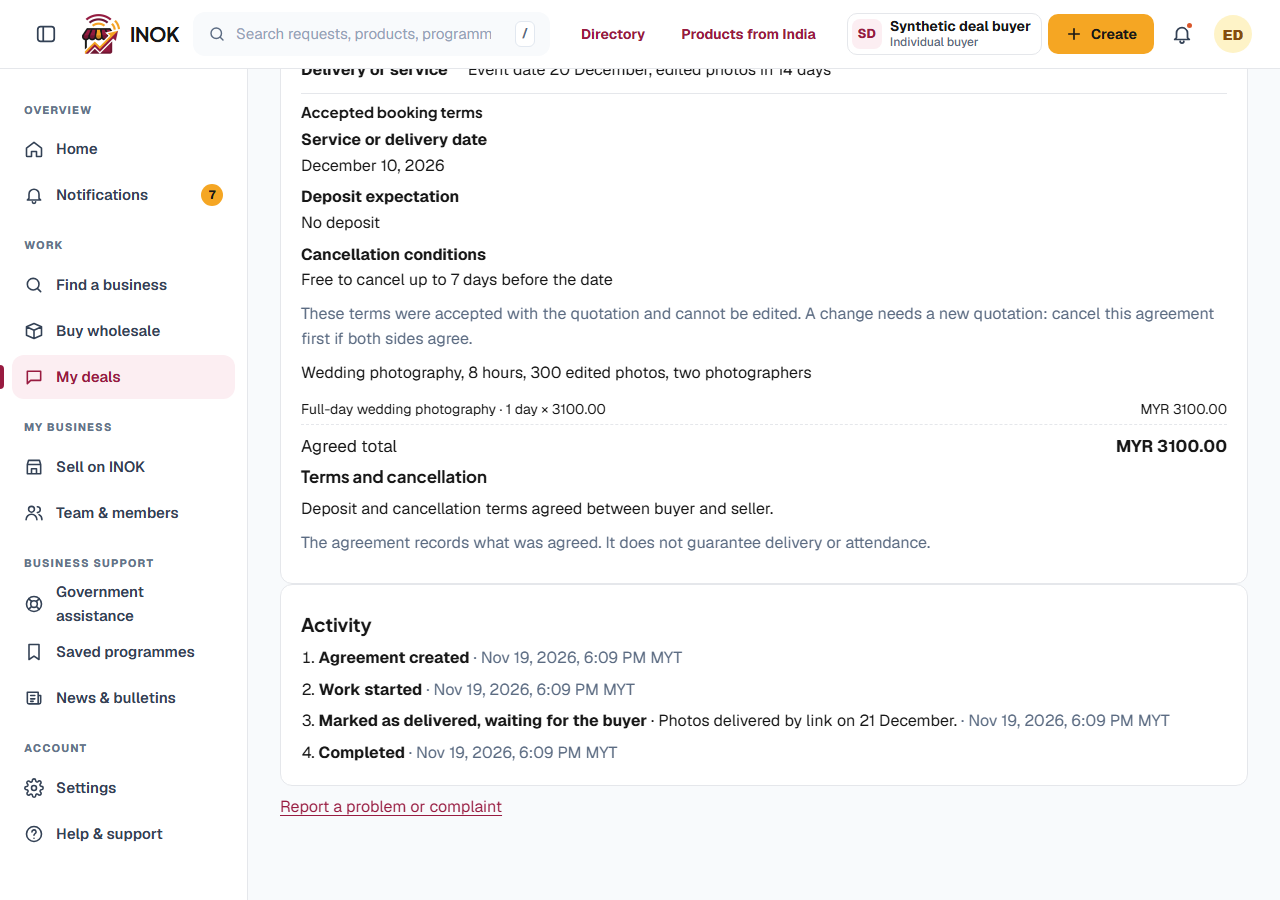 INOK
Search requests, products, programm
/
Directory
Products from India
SD
Synthetic deal buyer
Individual buyer
+ Create
ED
OVERVIEW
Home
Notifications
7
WORK
Find a business
Buy wholesale
My deals
MY BUSINESS
Sell on INOK
Team & members
BUSINESS SUPPORT
Government
assistance
Saved programmes
News & bulletins
ACCOUNT
Settings
Help & support
Delivery or service Event date 20 December, edited photos in 14 days
Accepted booking terms
Service or delivery date
December 10, 2026
Deposit expectation
No deposit
Cancellation conditions
Free to cancel up to 7 days before the date
These terms were accepted with the quotation and cannot be edited. A change needs a new quotation: cancel this agreement
first if both sides agree.
Wedding photography, 8 hours, 300 edited photos, two photographers
Full-day wedding photography · 1 day × 3100.00 MYR 3100.00
Agreed total MYR 3100.00
Terms and cancellation
Deposit and cancellation terms agreed between buyer and seller.
The agreement records what was agreed. It does not guarantee delivery or attendance.
Activity
1. Agreement created · Nov 19, 2026, 6:09 PM MYT
2. Work started · Nov 19, 2026, 6:09 PM MYT
3. Marked as delivered, waiting for the buyer · Photos delivered by link on 21 December. · Nov 19, 2026, 6:09 PM MYT
4. Completed · Nov 19, 2026, 6:09 PM MYT
Report a problem or complaint